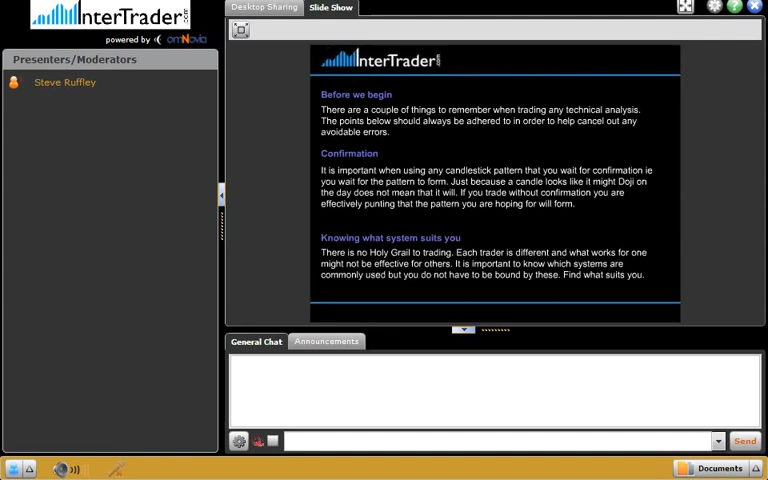 InterTrader.com
powered by omNovia
Presenters/Moderators
Steve Ruffley
Desktop Sharing
Slide Show
InterTrader.com
Before we begin
There are a couple of things to remember when trading any technical analysis.
The points below should always be adhered to in order to help cancel out any
avoidable errors.
Confirmation
It is important when using any candlestick pattern that you wait for confirmation ie
you wait for the pattern to form. Just because a candle looks like it might Doji on
the day does not mean that it will. If you trade without confirmation you are
effectively punting that the pattern you are hoping for will form.
Knowing what system suits you
There is no Holy Grail to trading. Each trader is different and what works for one
might not be effective for others. It is important to know which systems are
commonly used but you do not have to be bound by these. Find what suits you.
General Chat
Announcements
Send
Documents